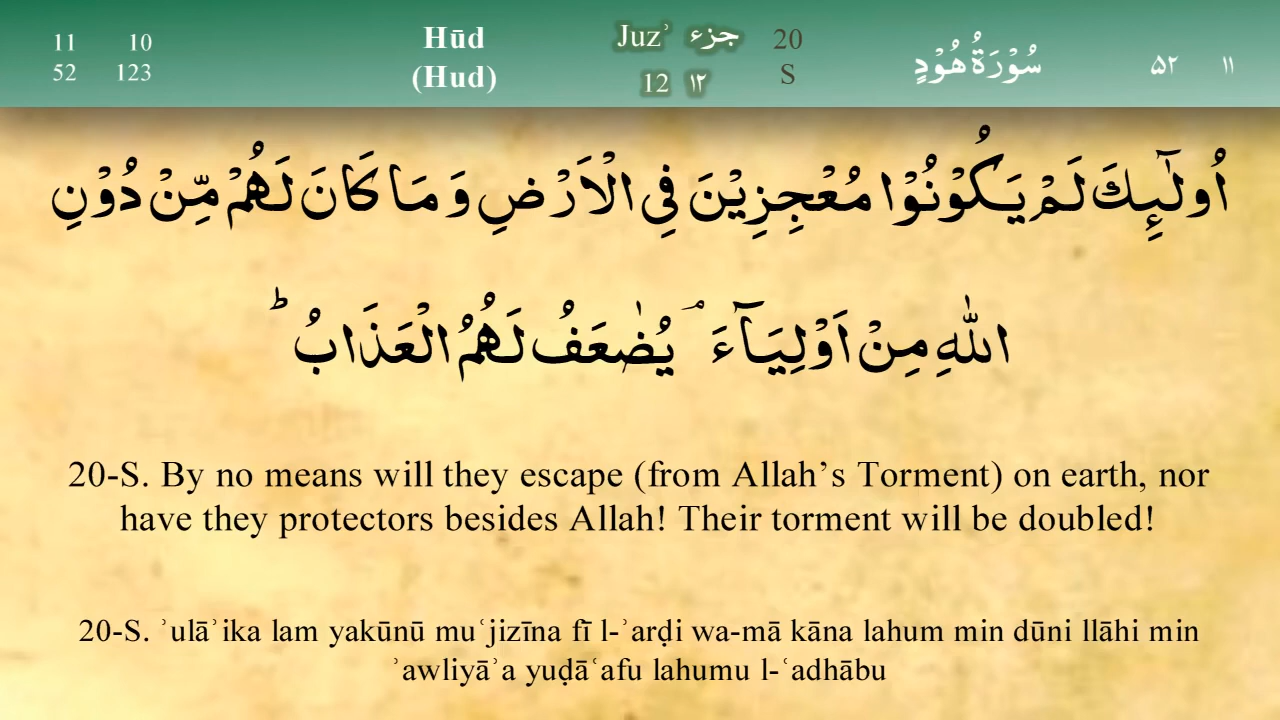 11 10 Hūd Juzʾ جزء 20 سُوْرَةُ هُوْدٍ ۵۲ ۱۱
52 123 (Hud) 12 ۱۲ S
اُولٰٓىِٕكَ لَمْ يَكُوْنُوْا مُعْجِزِيْنَ فِى الْاَرْضِ وَ مَا كَانَ لَهُمْ مِّنْ دُوْنِ
اللّٰهِ مِنْ اَوْلِيَآءَ ۘ يُضٰعَفُ لَهُمُ الْعَذَابُ ؕ
20-S. By no means will they escape (from Allah’s Torment) on earth, nor
have they protectors besides Allah! Their torment will be doubled!
20-S. ʾulāʾika lam yakūnū muʿjizīna fī l-ʾarḍi wa-mā kāna lahum min dūni llāhi min
ʾawliyāʾa yuḍāʿafu lahumu l-ʿadhābu